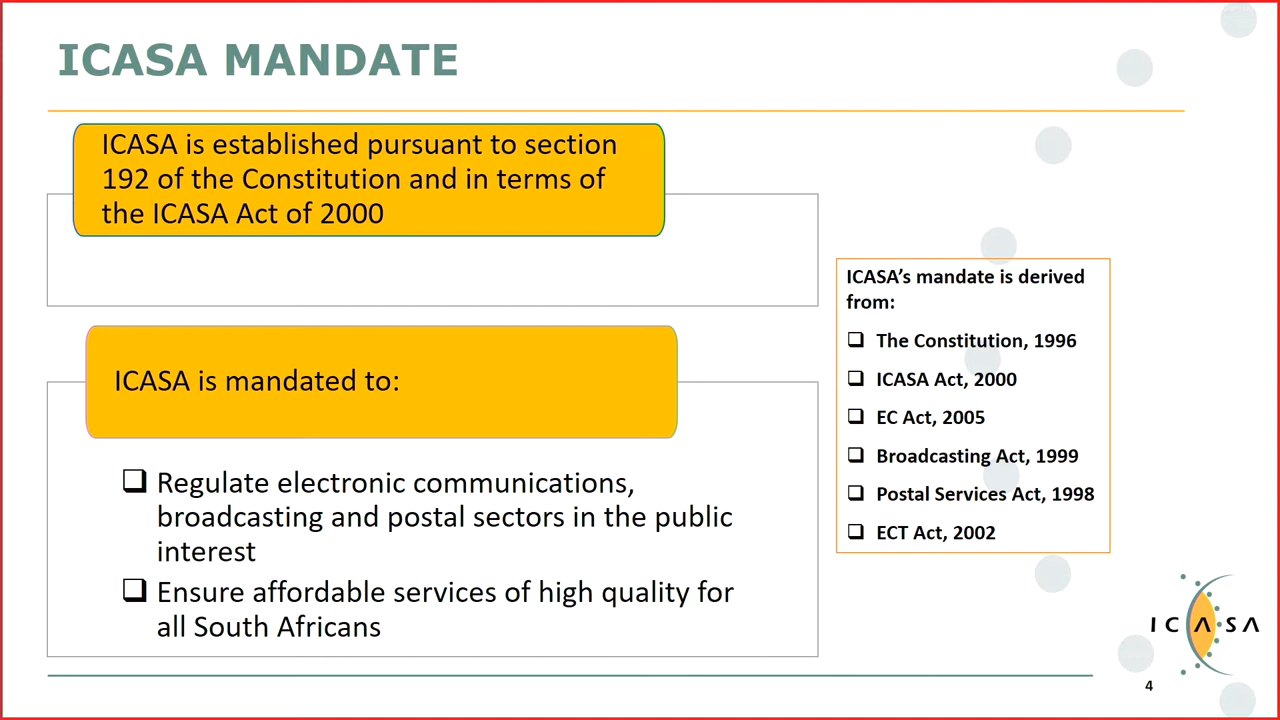 ICASA MANDATE
ICASA is established pursuant to section
192 of the Constitution and in terms of
the ICASA Act of 2000
ICASA is mandated to:
❑ Regulate electronic communications,
broadcasting and postal sectors in the public
interest
❑ Ensure affordable services of high quality for
all South Africans
ICASA’s mandate is derived
from:
❑ The Constitution, 1996
❑ ICASA Act, 2000
❑ EC Act, 2005
❑ Broadcasting Act, 1999
❑ Postal Services Act, 1998
❑ ECT Act, 2002
ICASA
4